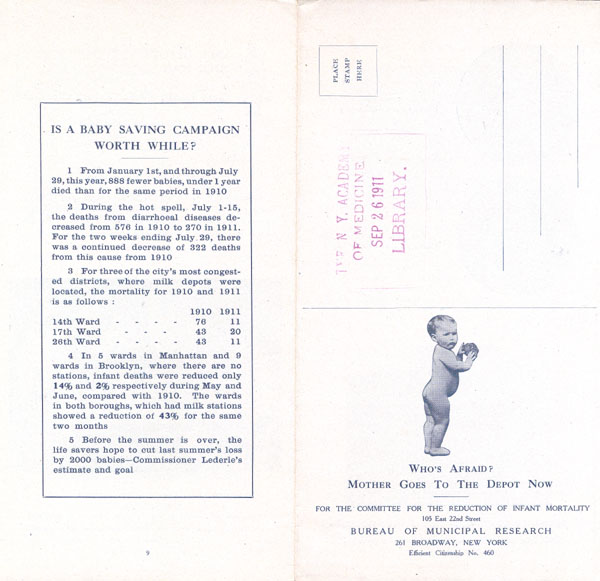 IS A BABY SAVING CAMPAIGN
WORTH WHILE?
1 From January 1st, and through July
29, this year, 888 fewer babies, under 1 year
died than for the same period in 1910
2 During the hot spell, July 1-15,
the deaths from diarrhoeal diseases de-
creased from 576 in 1910 to 270 in 1911.
For the two weeks ending July 29, there
was a continued decrease of 322 deaths
from this cause from 1910
3 For three of the city's most congest-
ed districts, where milk depots were
located, the mortality for 1910 and 1911
is as follows :
1910 1911
14th Ward - - - - 76 11
17th Ward - - - - 43 20
26th Ward - - - - 43 11
4 In 5 wards in Manhattan and 9
wards in Brooklyn, where there are no
stations, infant deaths were reduced only
14% and 2% respectively during May and
June, compared with 1910. The wards
in both boroughs, which had milk stations
showed a reduction of 43% for the same
two months
5 Before the summer is over, the
life savers hope to cut last summer's loss
by 2000 babies—Commissioner Lederle's
estimate and goal
9
PLACE
STAMP
HERE
THE N. Y. ACADEMY
OF MEDICINE
SEP 26 1911
LIBRARY.
WHO'S AFRAID?
MOTHER GOES TO THE DEPOT NOW
FOR THE COMMITTEE FOR THE REDUCTION OF INFANT MORTALITY
105 East 22nd Street
BUREAU OF MUNICIPAL RESEARCH
261 BROADWAY, NEW YORK
Efficient Citizenship No. 460